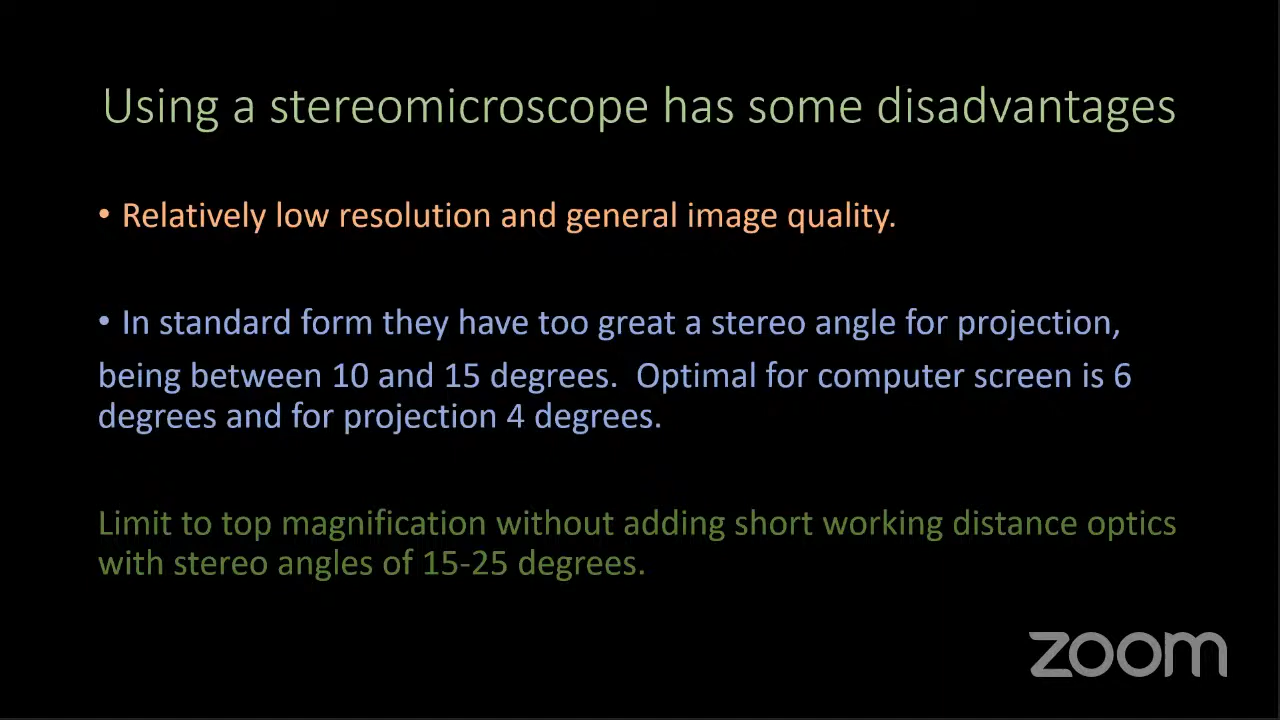 Using a stereomicroscope has some disadvantages
• Relatively low resolution and general image quality.
• In standard form they have too great a stereo angle for projection,
being between 10 and 15 degrees.  Optimal for computer screen is 6
degrees and for projection 4 degrees.
Limit to top magnification without adding short working distance optics
with stereo angles of 15-25 degrees.
zoom